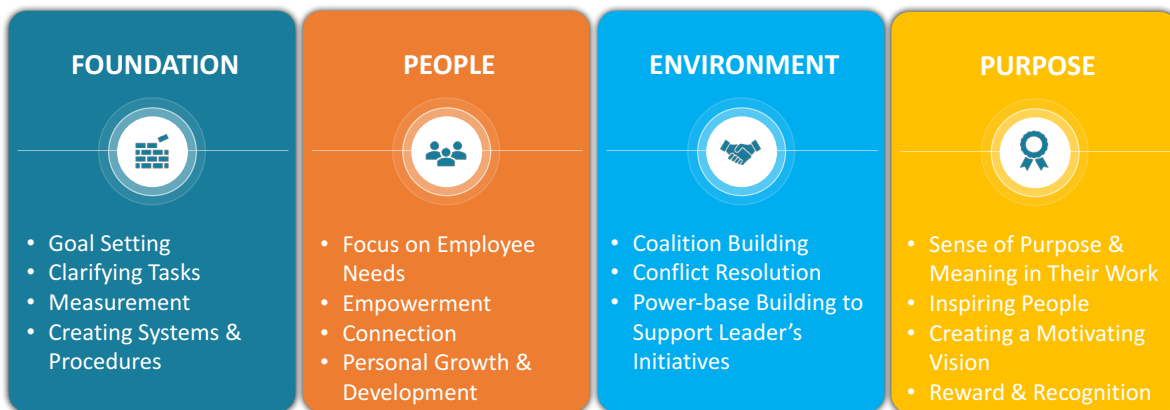 FOUNDATION
• Goal Setting
• Clarifying Tasks
• Measurement
• Creating Systems &
Procedures
PEOPLE
• Focus on Employee
Needs
• Empowerment
• Connection
• Personal Growth &
Development
ENVIRONMENT
• Coalition Building
• Conflict Resolution
• Power-base Building to
Support Leader’s
Initiatives
PURPOSE
• Sense of Purpose &
Meaning in Their Work
• Inspiring People
• Creating a Motivating
Vision
• Reward & Recognition